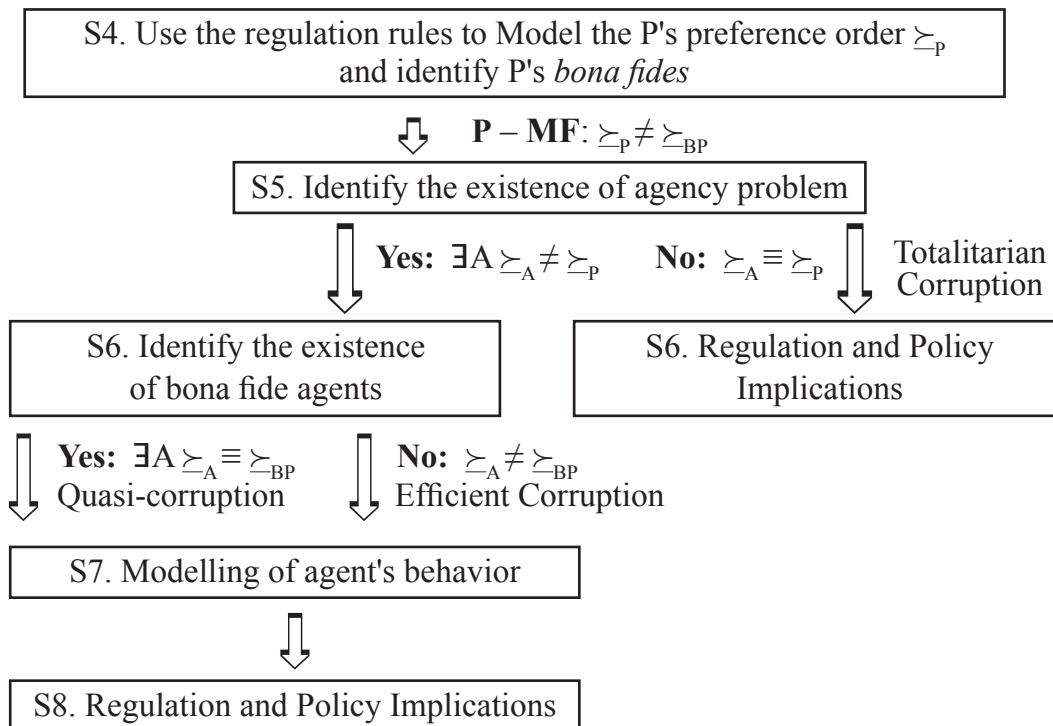 S4. Use the regulation rules to Model the P's preference order ⪰P
and identify P's bona fides
P – MF: ⪰P ≠ ⪰BP
S5. Identify the existence of agency problem
Yes: ∃A ⪰A ≠ ⪰P
No: ⪰A ≡ ⪰P
Totalitarian
Corruption
S6. Identify the existence
of bona fide agents
S6. Regulation and Policy
Implications
Yes: ∃A ⪰A ≡ ⪰BP
Quasi-corruption
No: ⪰A ≠ ⪰BP
Efficient Corruption
S7. Modelling of agent's behavior
S8. Regulation and Policy Implications